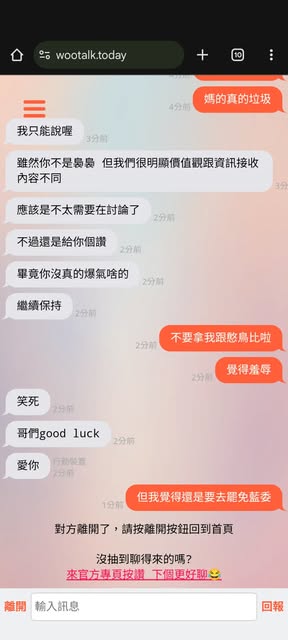 wootalk.today
10
4分前
媽的真的垃圾
4分前
我只能說喔
3分前
雖然你不是裊裊 但我們很明顯價值觀跟資訊接收
內容不同
3分
應該是不太需要在討論了
2分前
不過還是給你個讚
2分前
畢竟你沒真的爆氣啥的
2分前
繼續保持
2分前
不要拿我跟憨鳥比啦
2分前
覺得羞辱
2分前
笑死
2分前
哥們good luck
2分前
愛你
行動裝置
2分前
但我覺得還是要去罷免藍委
1分前
對方離開了，請按離開按鈕回到首頁
沒抽到聊得來的嗎?
來官方專頁按讚 下個更好聊😂
離開
輸入訊息
回報